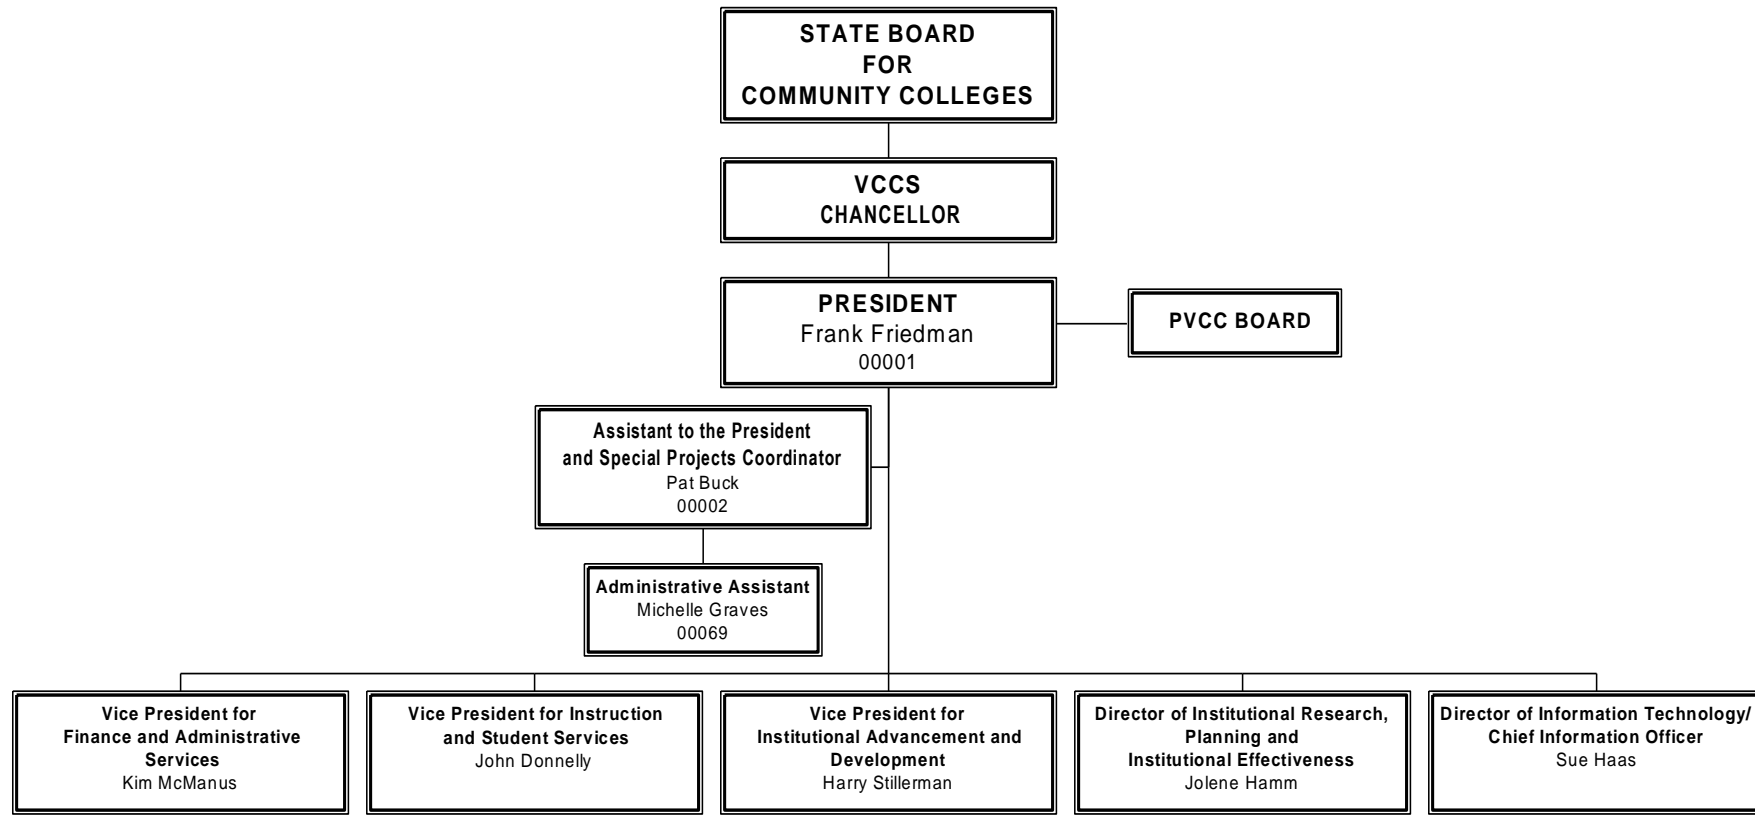 STATE BOARD
FOR
COMMUNITY COLLEGES
VCCS
CHANCELLOR
PRESIDENT
Frank Friedman
00001
PVCC BOARD
Assistant to the President
and Special Projects Coordinator
Pat Buck
00002
Administrative Assistant
Michelle Graves
00069
Vice President for
Finance and Administrative
Services
Kim McManus
Vice President for Instruction
and Student Services
John Donnelly
Vice President for
Institutional Advancement and
Development
Harry Stillerman
Director of Institutional Research,
Planning and
Institutional Effectiveness
Jolene Hamm
Director of Information Technology/
Chief Information Officer
Sue Haas